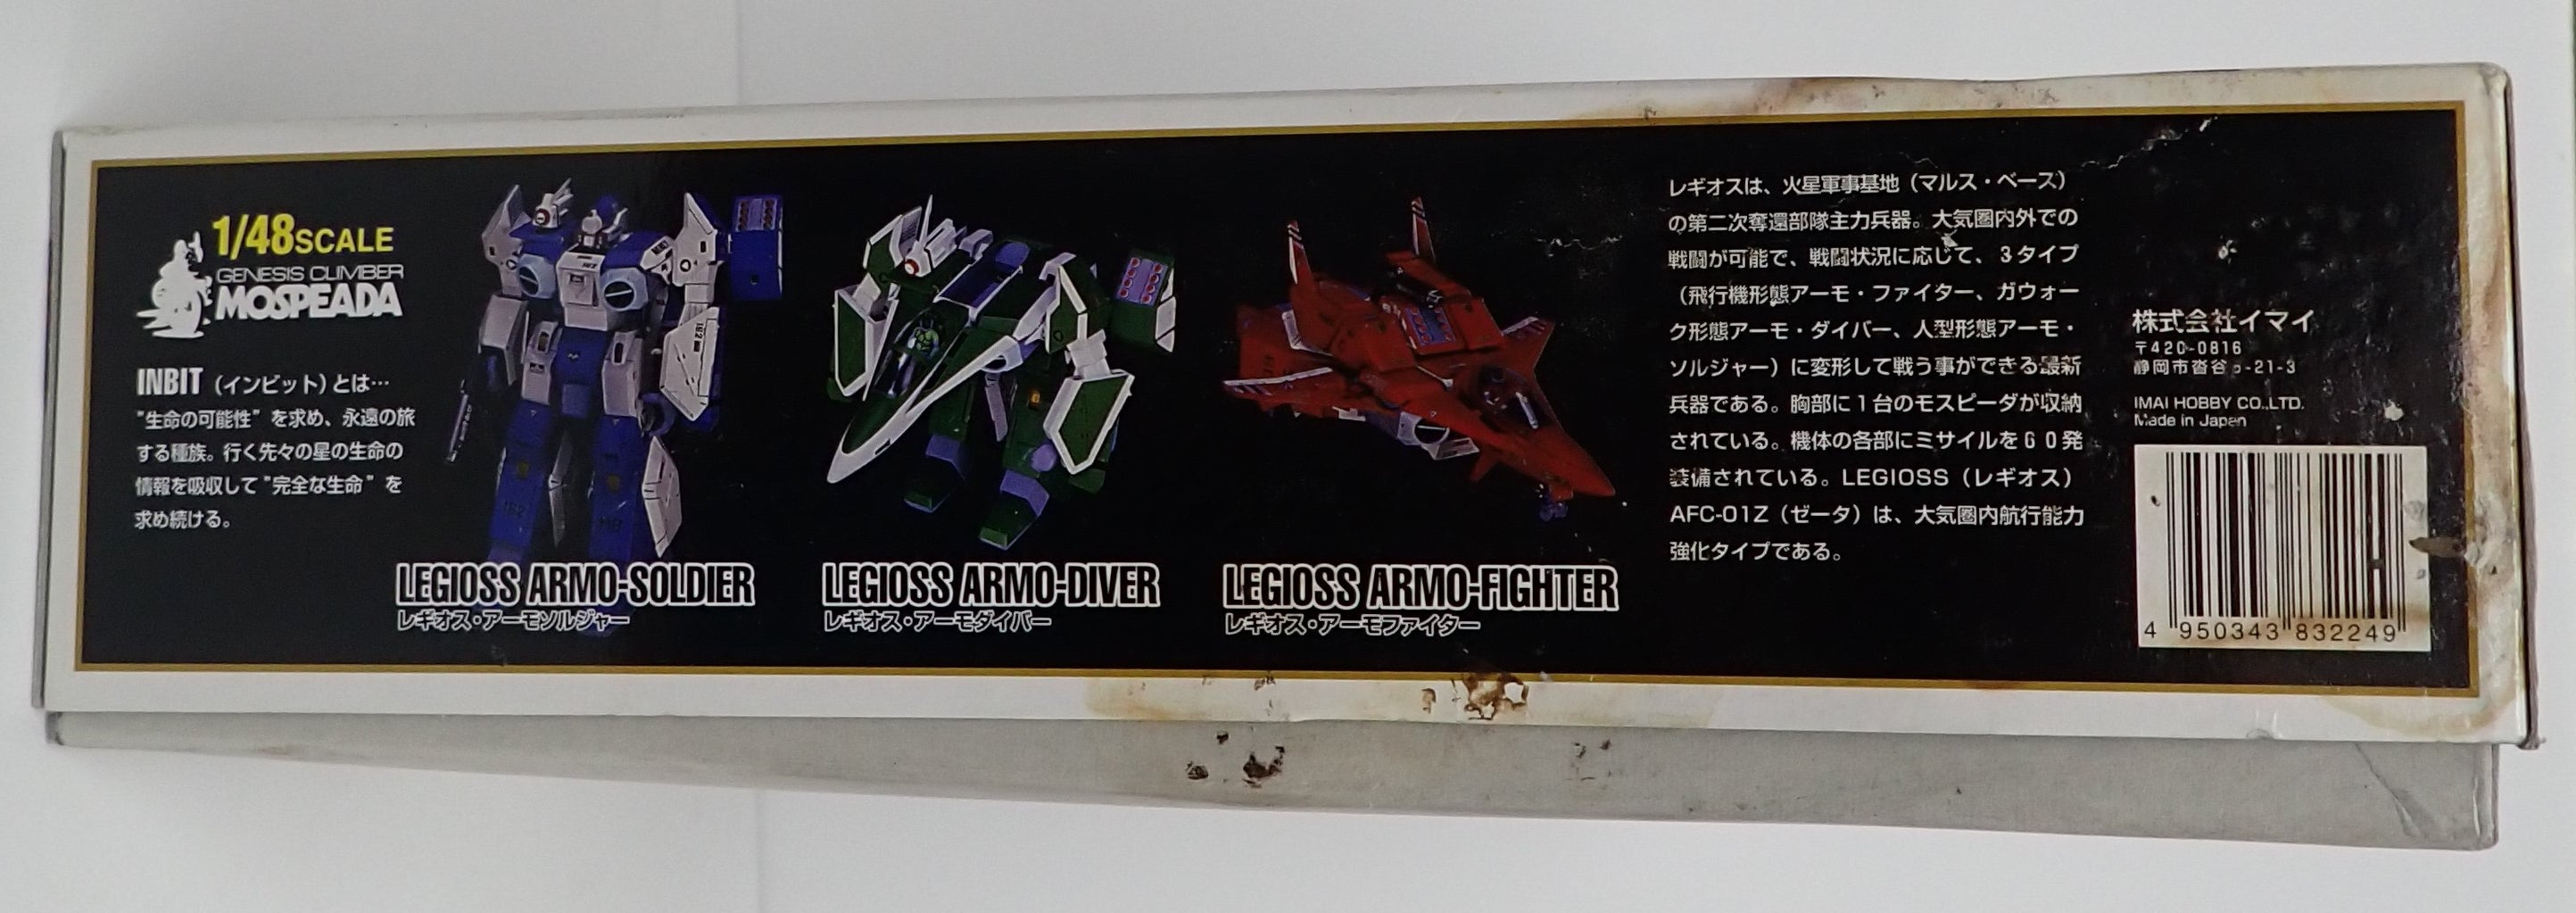 1/48SCALE
GENESIS CLIMBER
MOSPEADA
INBIT（インビット）とは…
"生命の可能性"を求め、永遠の旅
する種族。行く先々の星の生命の
情報を吸収して"完全な生命"を
求め続ける。
LEGIOSS ARMO-SOLDIER
レギオス・アーモソルジャー
LEGIOSS ARMO-DIVER
レギオス・アーモダイバー
LEGIOSS ARMO-FIGHTER
レギオス・アーモファイター
レギオスは、火星軍事基地（マルス・ベース）
の第二次奪還部隊主力兵器。大気圏内外での
戦闘が可能で、戦闘状況に応じて、3タイプ
（飛行機形態アーモ・ファイター、ガウォー
ク形態アーモ・ダイバー、人型形態アーモ・
ソルジャー）に変形して戦う事ができる最新
兵器である。胸部に1台のモスピーダが収納
されている。機体の各部にミサイルを60発
装備されている。LEGIOSS（レギオス）
AFC-01Z（ゼータ）は、大気圏内航行能力
強化タイプである。
株式会社イマイ
〒420-0816
静岡市沓谷 -21-3
IMAI HOBBY CO.,LTD.
Made in Japan
4 950343 832249